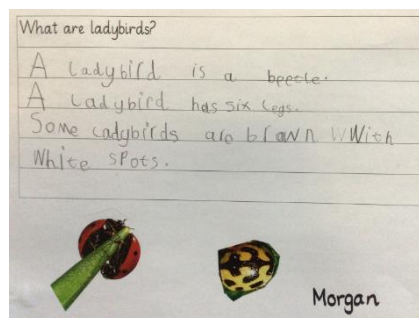 What are ladybirds?
A Ladybird is a beetle.
A Ladybird has six Legs.
Some Ladybirds are brawn WWith
White spots.
Morgan